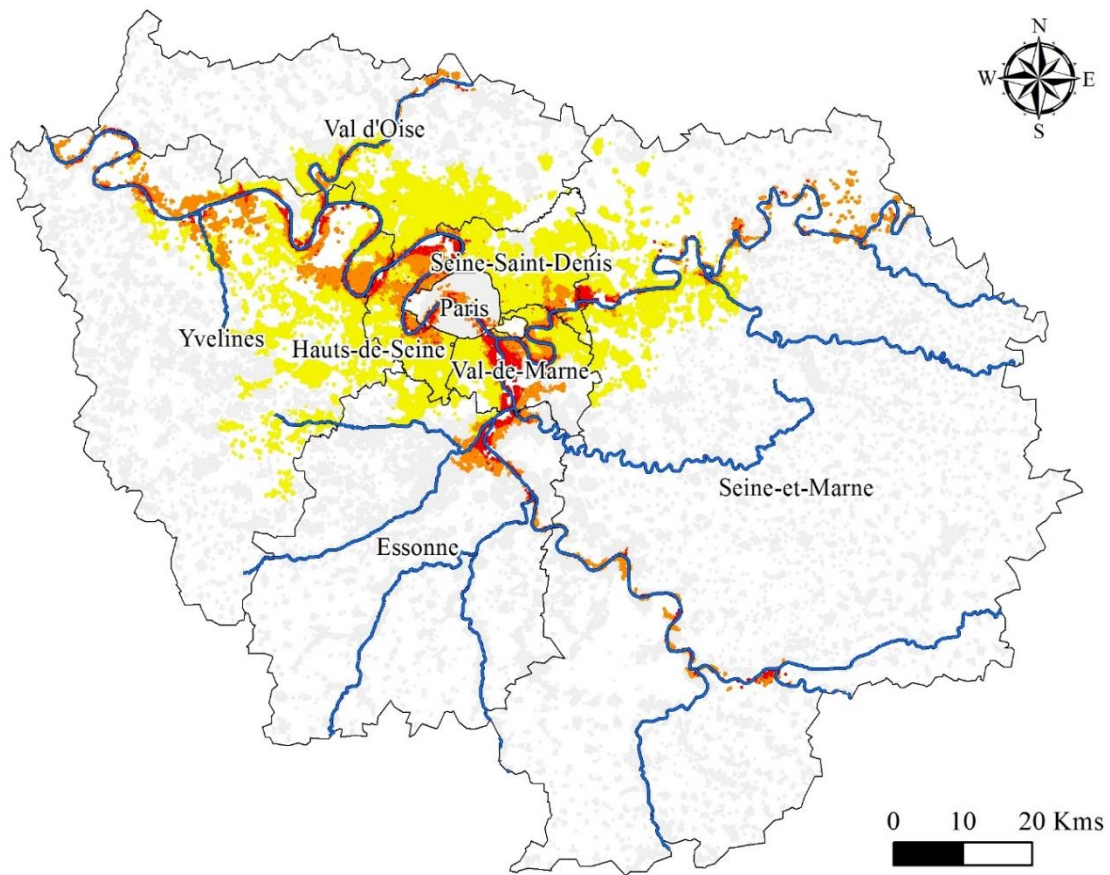 N
W E
S
Val d'Oise
Seine-Saint-Denis
Paris
Yvelines
Hauts-de-Seine
Val-de-Marne
Seine-et-Marne
Essonne
0 10 20 Kms